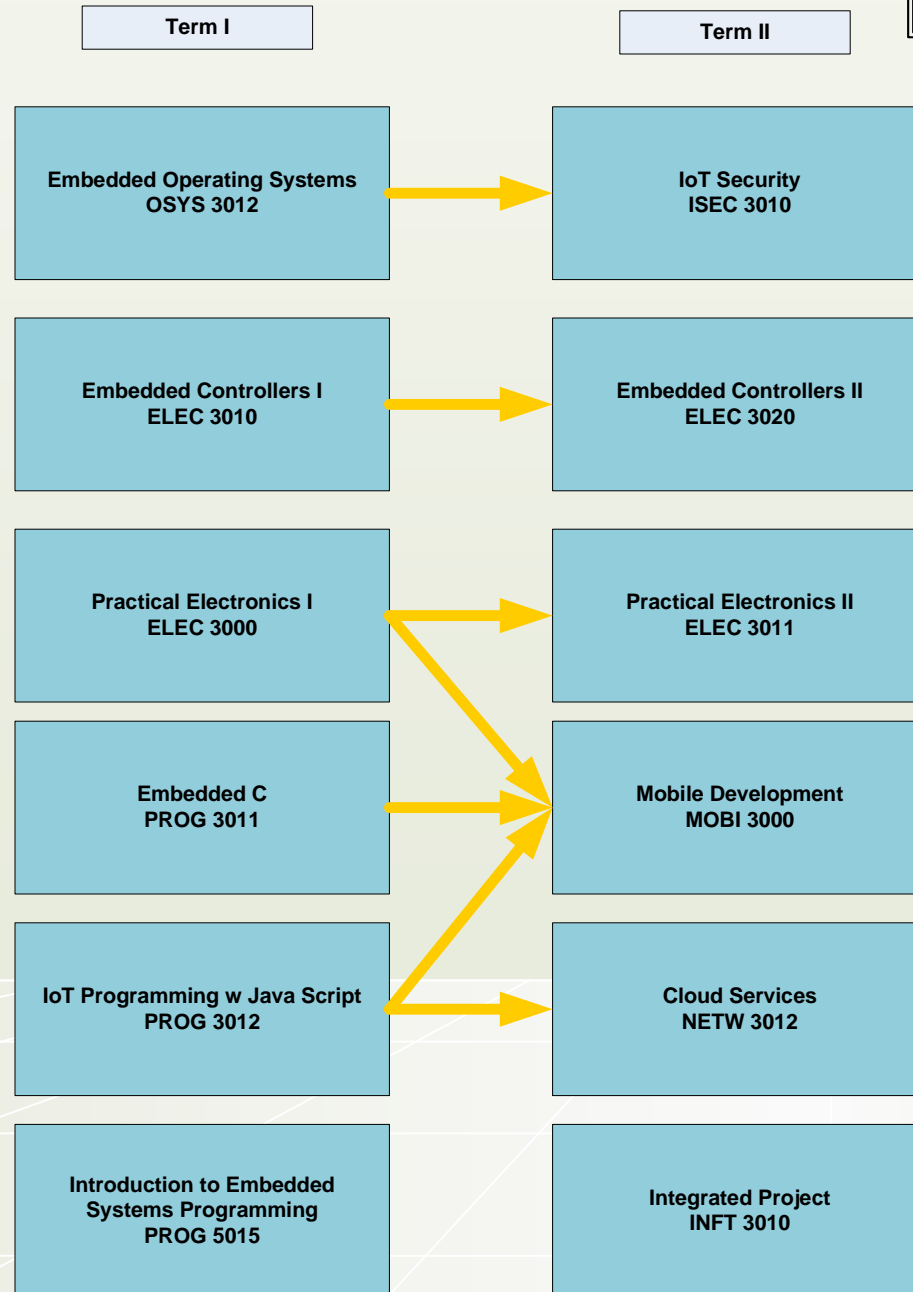 Term I
Term II
Embedded Operating Systems
OSYS 3012
IoT Security
ISEC 3010
Embedded Controllers I
ELEC 3010
Embedded Controllers II
ELEC 3020
Practical Electronics I
ELEC 3000
Practical Electronics II
ELEC 3011
Embedded C
PROG 3011
Mobile Development
MOBI 3000
IoT Programming w Java Script
PROG 3012
Cloud Services
NETW 3012
Introduction to Embedded
Systems Programming
PROG 5015
Integrated Project
INFT 3010